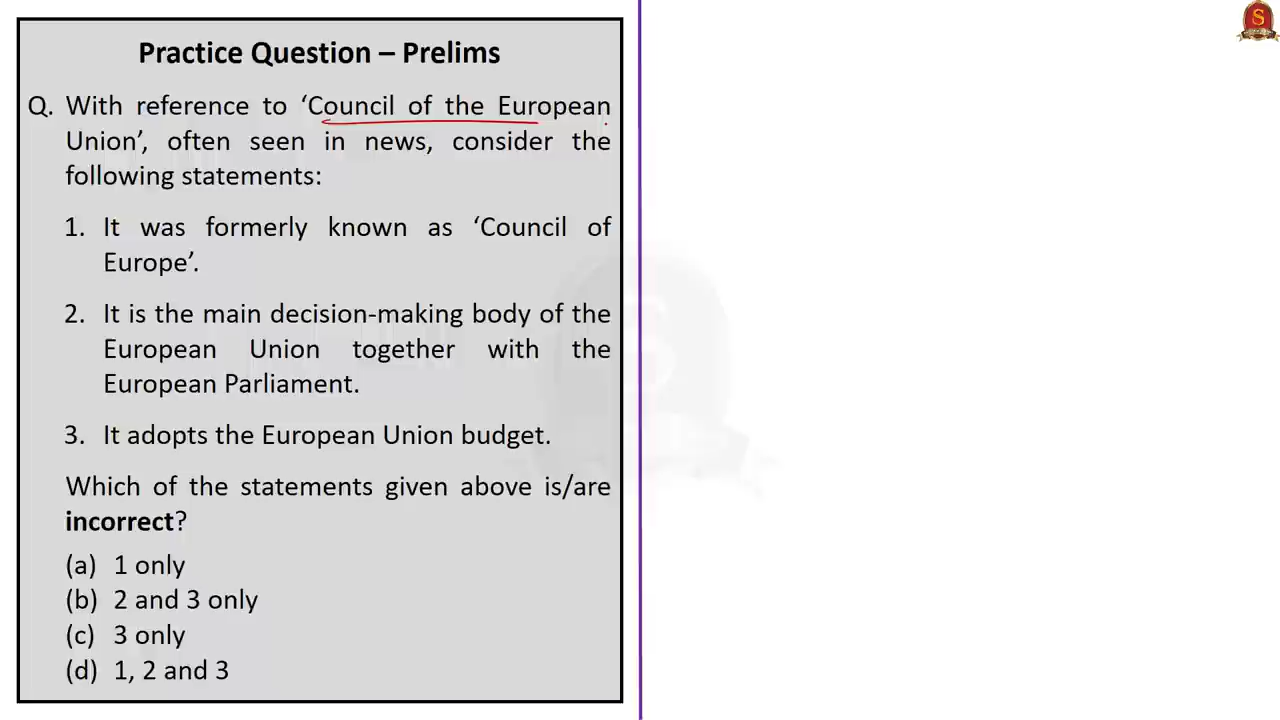 Practice Question – Prelims
Q. With reference to ‘Council of the European
Union’, often seen in news, consider the
following statements:
1. It was formerly known as ‘Council of
Europe’.
2. It is the main decision-making body of the
European Union together with the
European Parliament.
3. It adopts the European Union budget.
Which of the statements given above is/are
incorrect?
(a) 1 only
(b) 2 and 3 only
(c) 3 only
(d) 1, 2 and 3
S